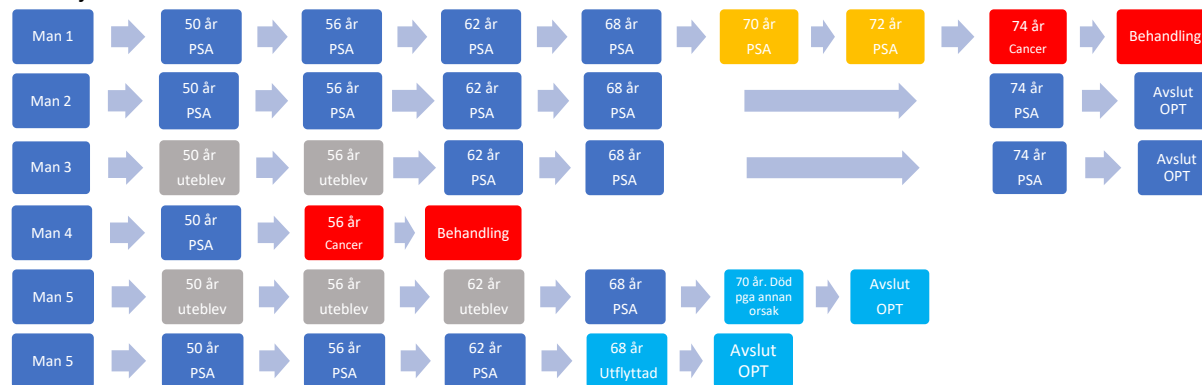 Man 1
50 år
PSA
56 år
PSA
62 år
PSA
68 år
PSA
70 år
PSA
72 år
PSA
74 år
Cancer
Behandling
Man 2
50 år
PSA
56 år
PSA
62 år
PSA
68 år
PSA
74 år
PSA
Avslut
OPT
Man 3
50 år
uteblev
56 år
uteblev
62 år
PSA
68 år
PSA
74 år
PSA
Avslut
OPT
Man 4
50 år
PSA
56 år
Cancer
Behandling
Man 5
50 år
uteblev
56 år
uteblev
62 år
uteblev
68 år
PSA
70 år. Död
pga annan
orsak
Avslut
OPT
Man 5
50 år
PSA
56 år
PSA
62 år
PSA
68 år
Utflyttad
Avslut
OPT